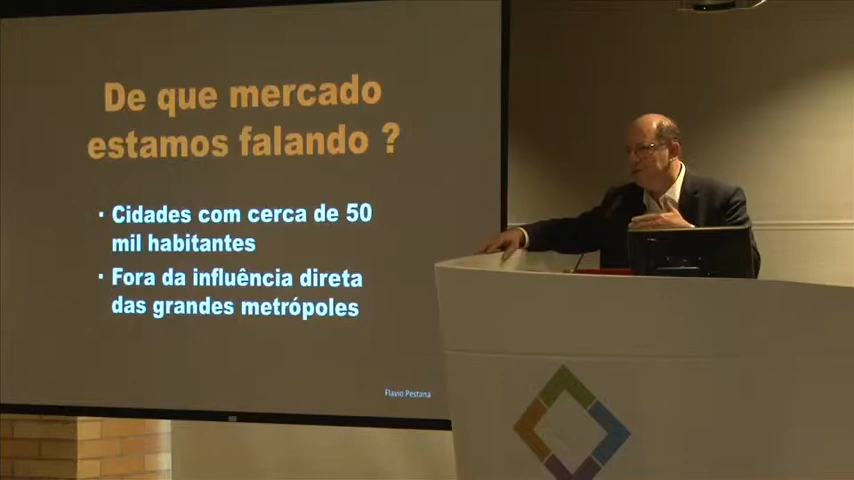 De que mercado
estamos falando ?
· Cidades com cerca de 50
mil habitantes
· Fora da influência direta
das grandes metrópoles
Flavio Pestana